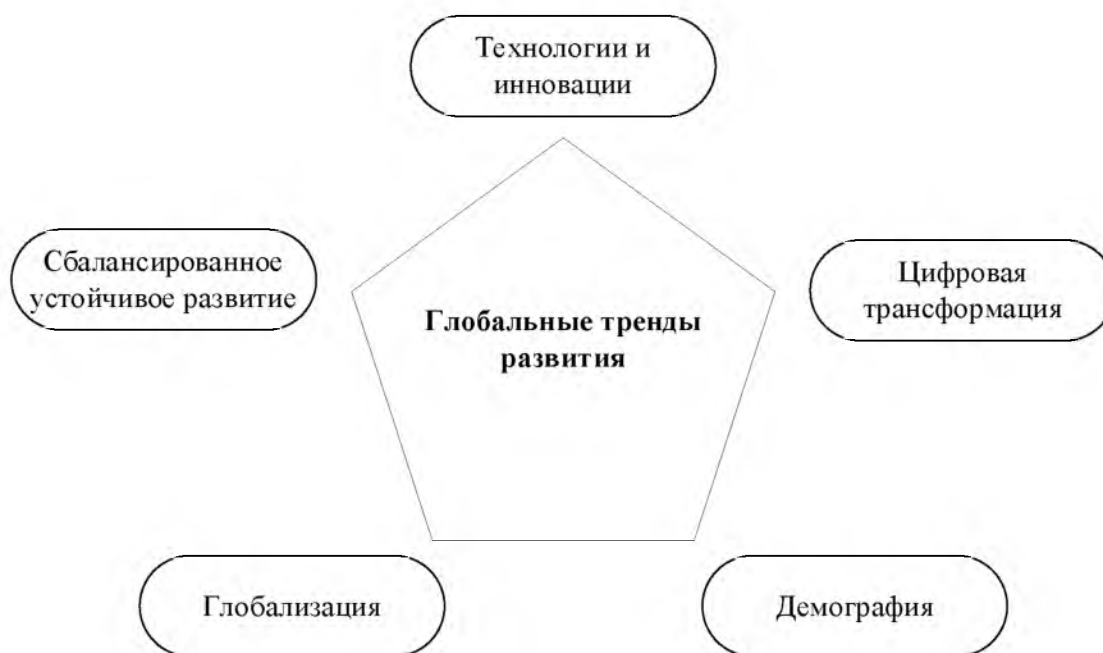 Технологии и
инновации
Сбалансированное
устойчивое развитие
Цифровая
трансформация
Глобальные тренды
развития
Глобализация
Демография